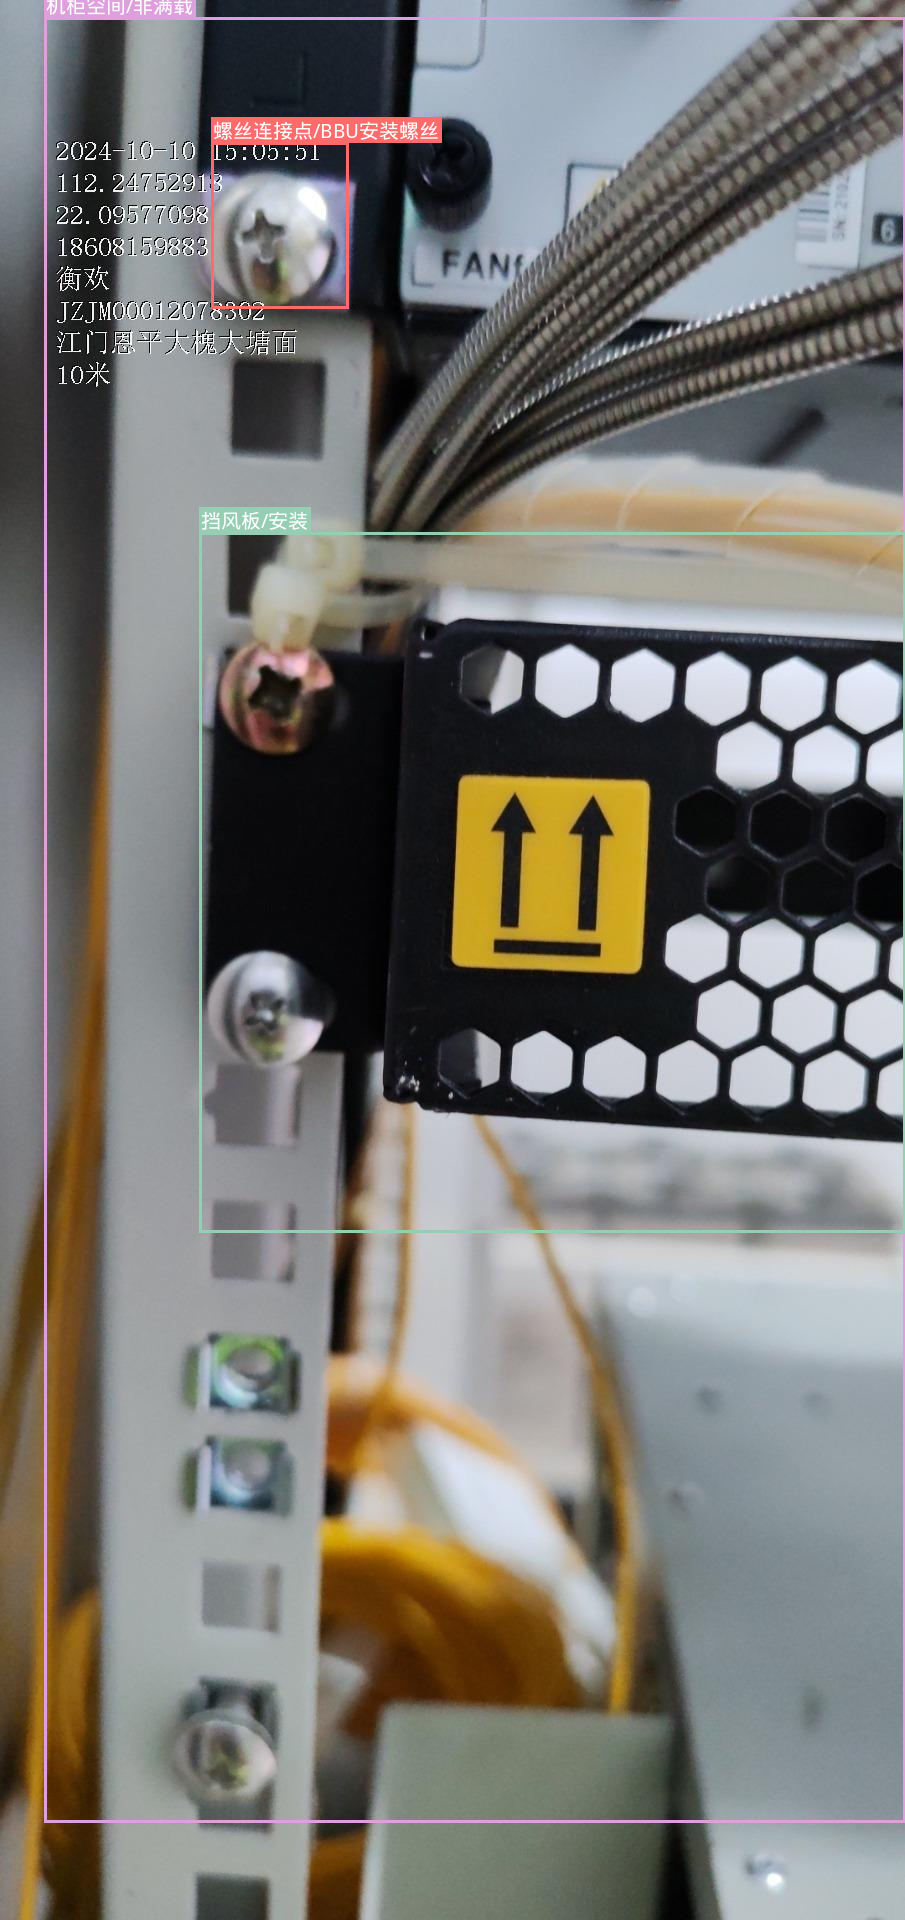 机柜空间/非满载
螺丝连接点/BBU安装螺丝
2024-10-10 15:05:51
112.24752913
22.09577098
18608159883
衡欢
JZJM00012078302
江门恩平大槐大塘面
10米
FANf
6
挡风板/安装